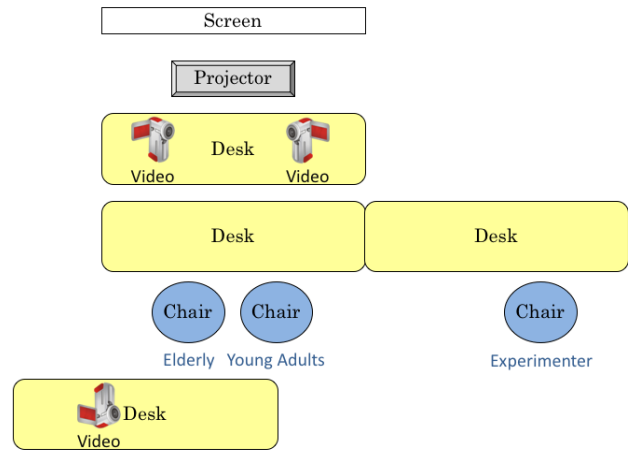 Screen
Projector
Desk
Video
Video
Desk
Desk
Chair
Chair
Chair
Elderly
Young Adults
Experimenter
Desk
Video